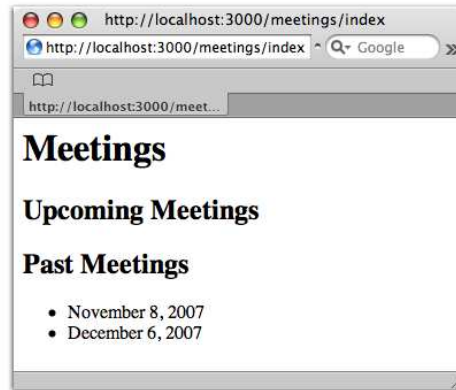 http://localhost:3000/meetings/index
http://localhost:3000/meetings/index
Google
http://localhost:3000/meet...
Meetings
Upcoming Meetings
Past Meetings
• November 8, 2007
• December 6, 2007